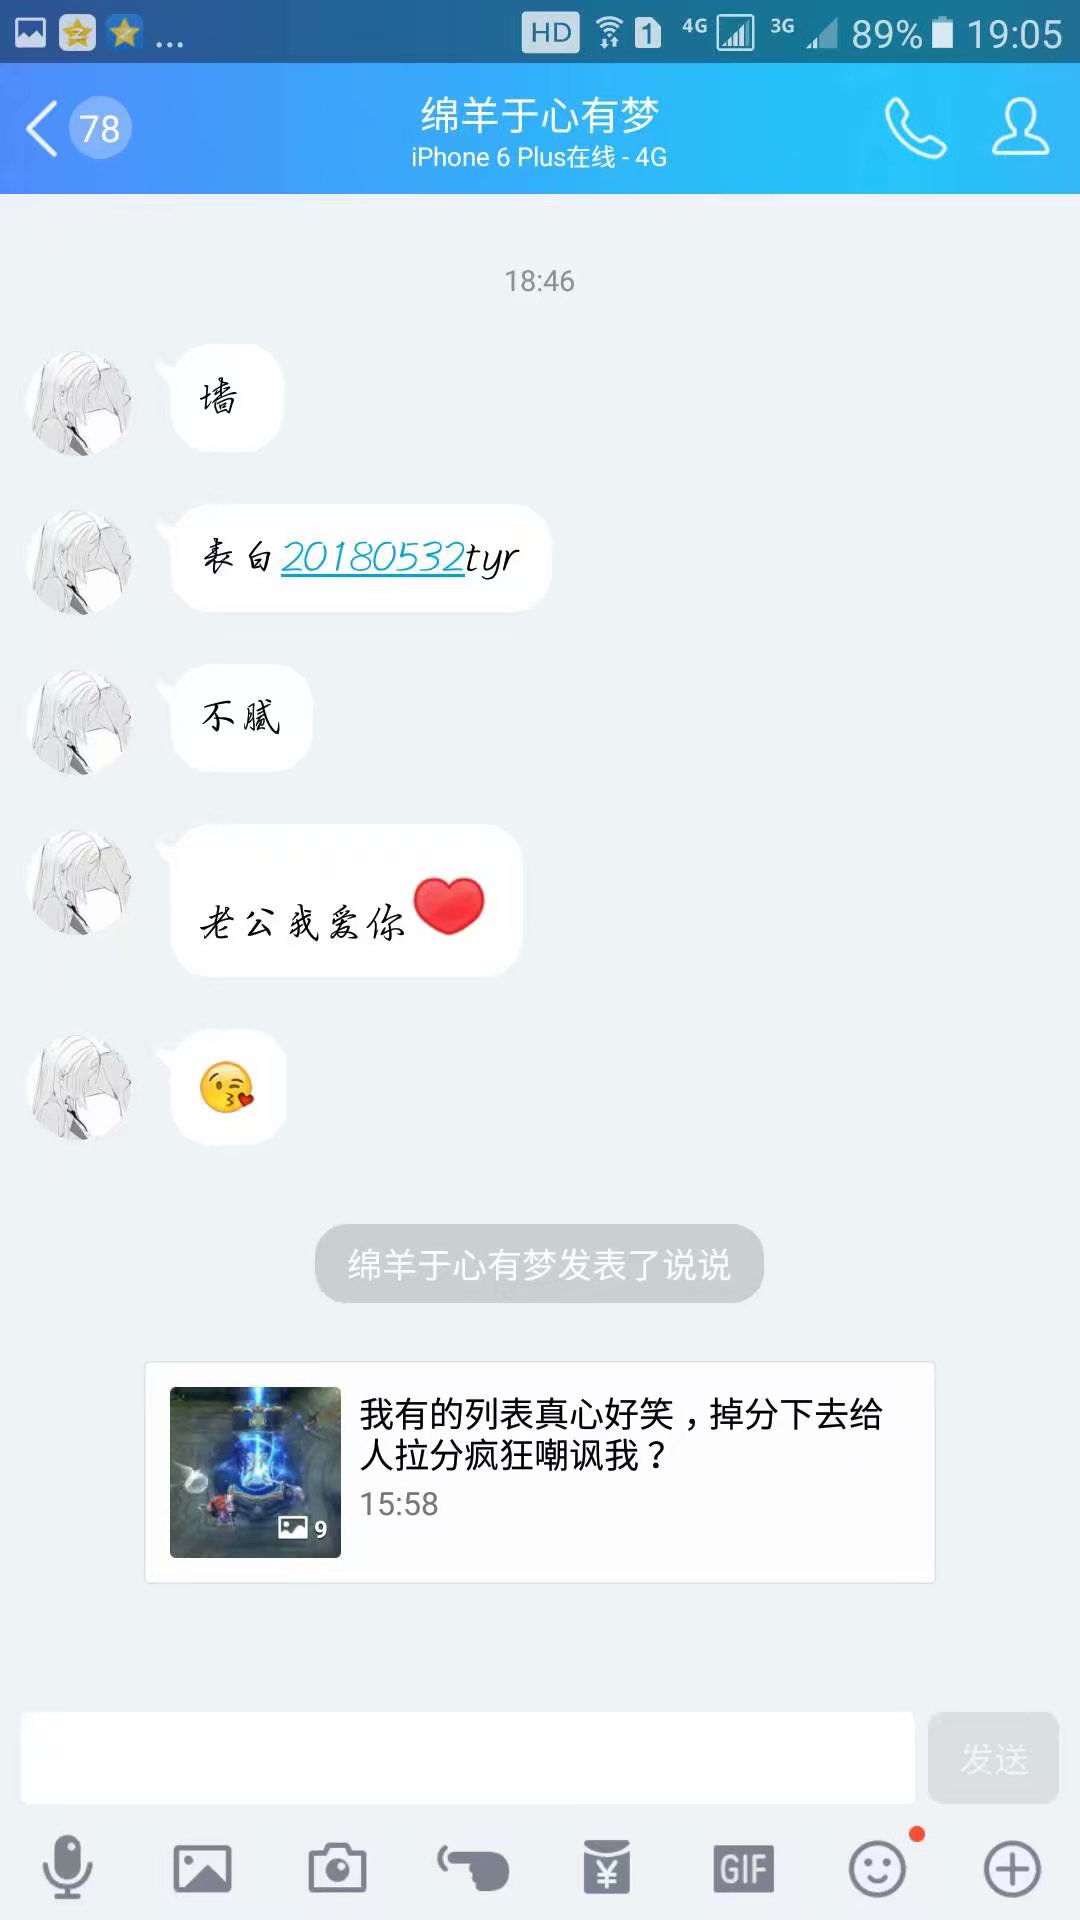 HD 1 4G 3G 89% 19:05
78
绵羊于心有梦
iPhone 6 Plus在线 - 4G
18:46
墙
表白20180532tyr
不腻
老公我爱你
绵羊于心有梦发表了说说
我有的列表真心好笑，掉分下去给
人拉分疯狂嘲讽我？
9
15:58
发送
GIF